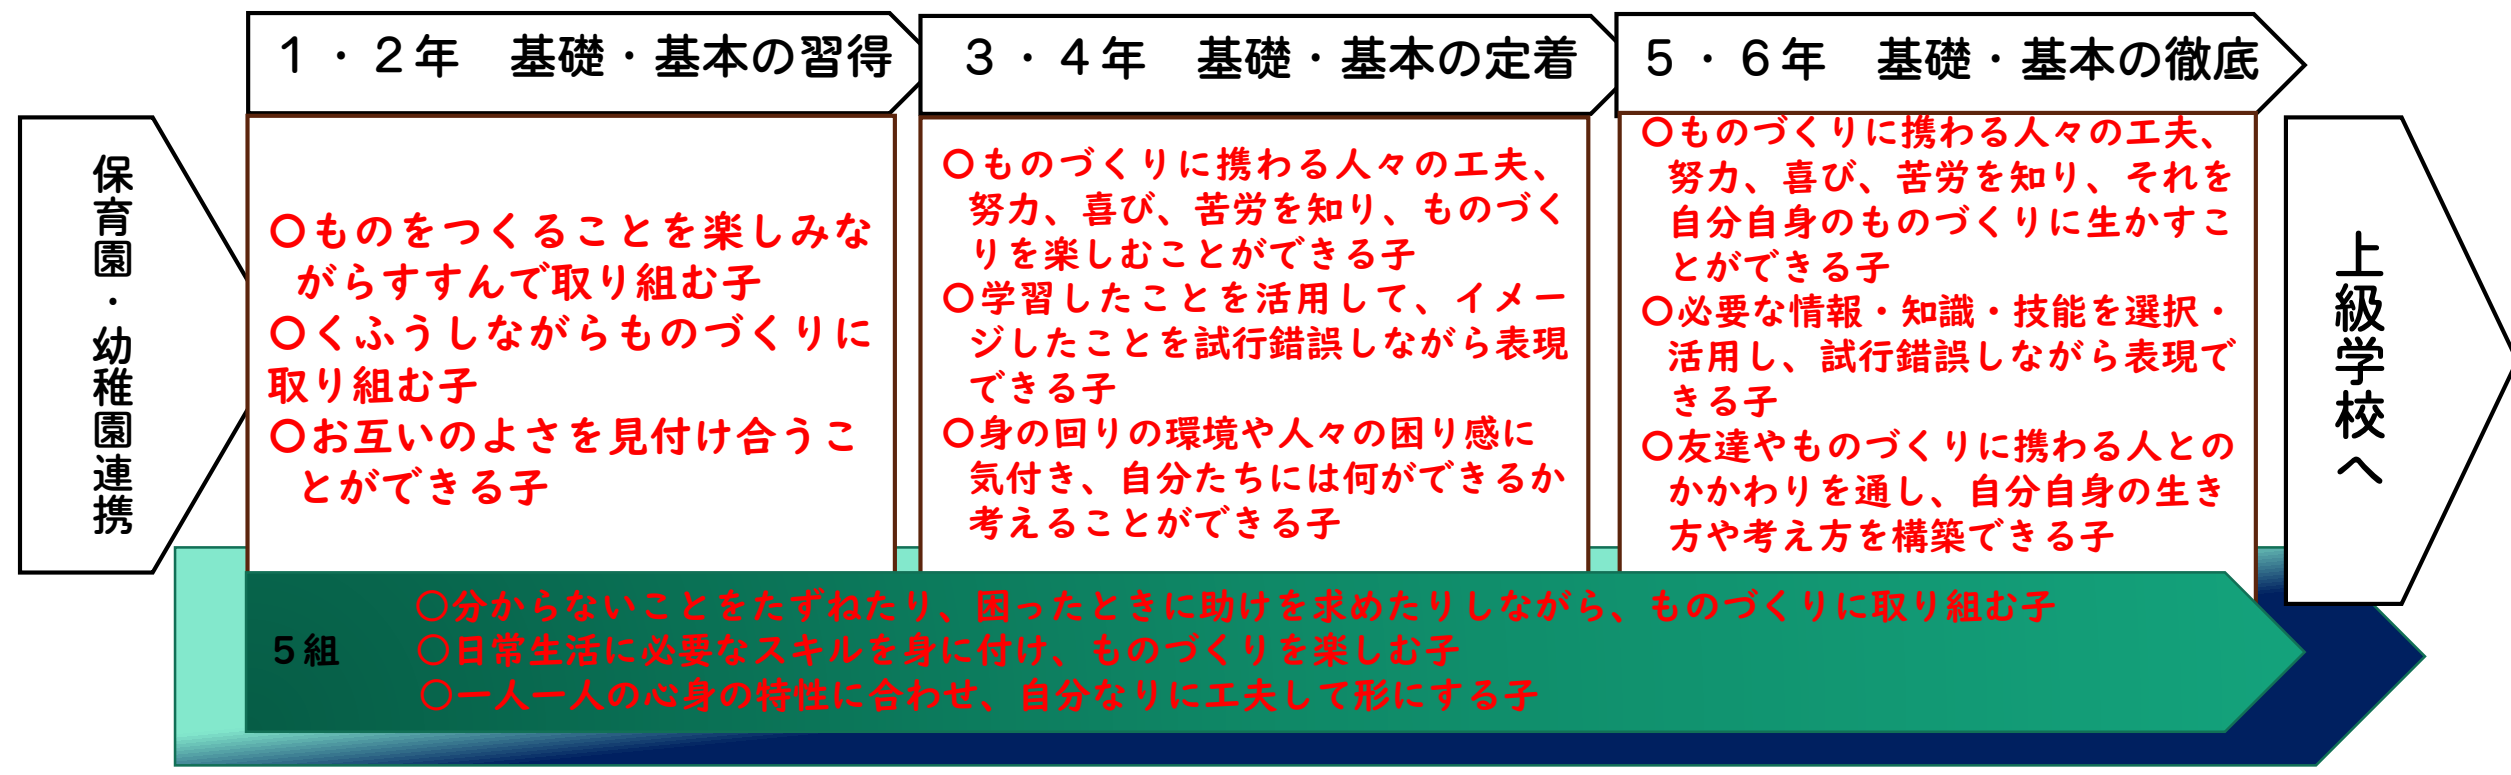 1・2年　基礎・基本の習得
3・4年　基礎・基本の定着
5・6年　基礎・基本の徹底
保育園・幼稚園連携
○ものをつくることを楽しみな
がらすすんで取り組む子
○くふうしながらものづくりに
取り組む子
○お互いのよさを見付け合うこ
とができる子
○ものづくりに携わる人々の工夫、
努力、喜び、苦労を知り、ものづく
りを楽しむことができる子
○学習したことを活用して、イメー
ジしたことを試行錯誤しながら表現
できる子
○身の回りの環境や人々の困り感に
気付き、自分たちには何ができるか
考えることができる子
○ものづくりに携わる人々の工夫、
努力、喜び、苦労を知り、それを
自分自身のものづくりに生かすこ
とができる子
○必要な情報・知識・技能を選択・
活用し、試行錯誤しながら表現で
きる子
○友達やものづくりに携わる人との
かかわりを通し、自分自身の生き
方や考え方を構築できる子
上級学校へ
5組
○分からないことをたずねたり、困ったときに助けを求めたりしながら、ものづくりに取り組む子
○日常生活に必要なスキルを身に付け、ものづくりを楽しむ子
○一人一人の心身の特性に合わせ、自分なりに工夫して形にする子